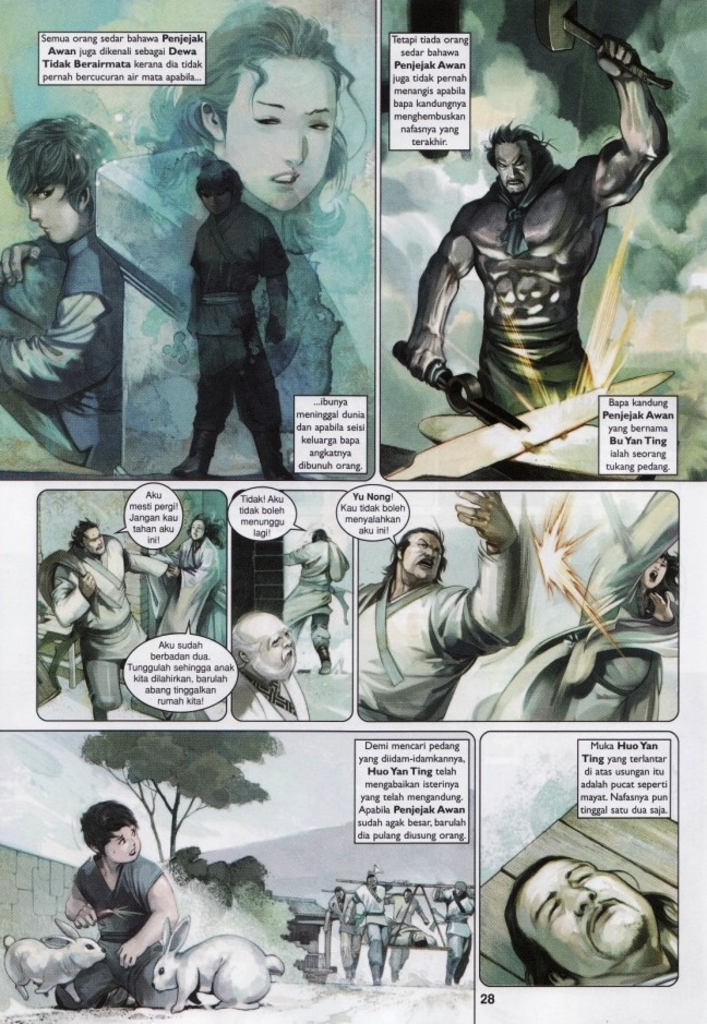 Semua orang sedar bahawa Penjejak
Awan juga dikenali sebagai Dewa
Tidak Berairmata kerana dia tidak
pernah bercucuran air mata apabila...
...ibunya
meninggal dunia
dan apabila seisi
keluarga bapa
angkatnya
dibunuh orang.
Tetapi tiada orang
sedar bahawa
Penjejak Awan
juga tidak pernah
menangis apabila
bapa kandungnya
menghembuskan
nafasnya yang
terakhir.
Bapa kandung
Penjejak Awan
yang bernama
Bu Yan Ting
ialah seorang
tukang pedang.
Aku
mesti pergi!
Jangan kau
tahan aku
ini!
Aku sudah
berbadan dua.
Tunggulah sehingga anak
kita dilahirkan, barulah
abang tinggalkan
rumah kita!
Tidak! Aku
tidak boleh
menunggu
lagi!
Yu Nong!
Kau tidak boleh
menyalahkan
aku ini!
Demi mencari pedang
yang diidam-idamkannya,
Huo Yan Ting telah
mengabaikan isterinya
yang telah mengandung.
Apabila Penjejak Awan
sudah agak besar, barulah
dia pulang diusung orang.
Muka Huo Yan
Ting yang terlantar
di atas usungan itu
adalah pucat seperti
mayat. Nafasnya pun
tinggal satu dua saja.
28